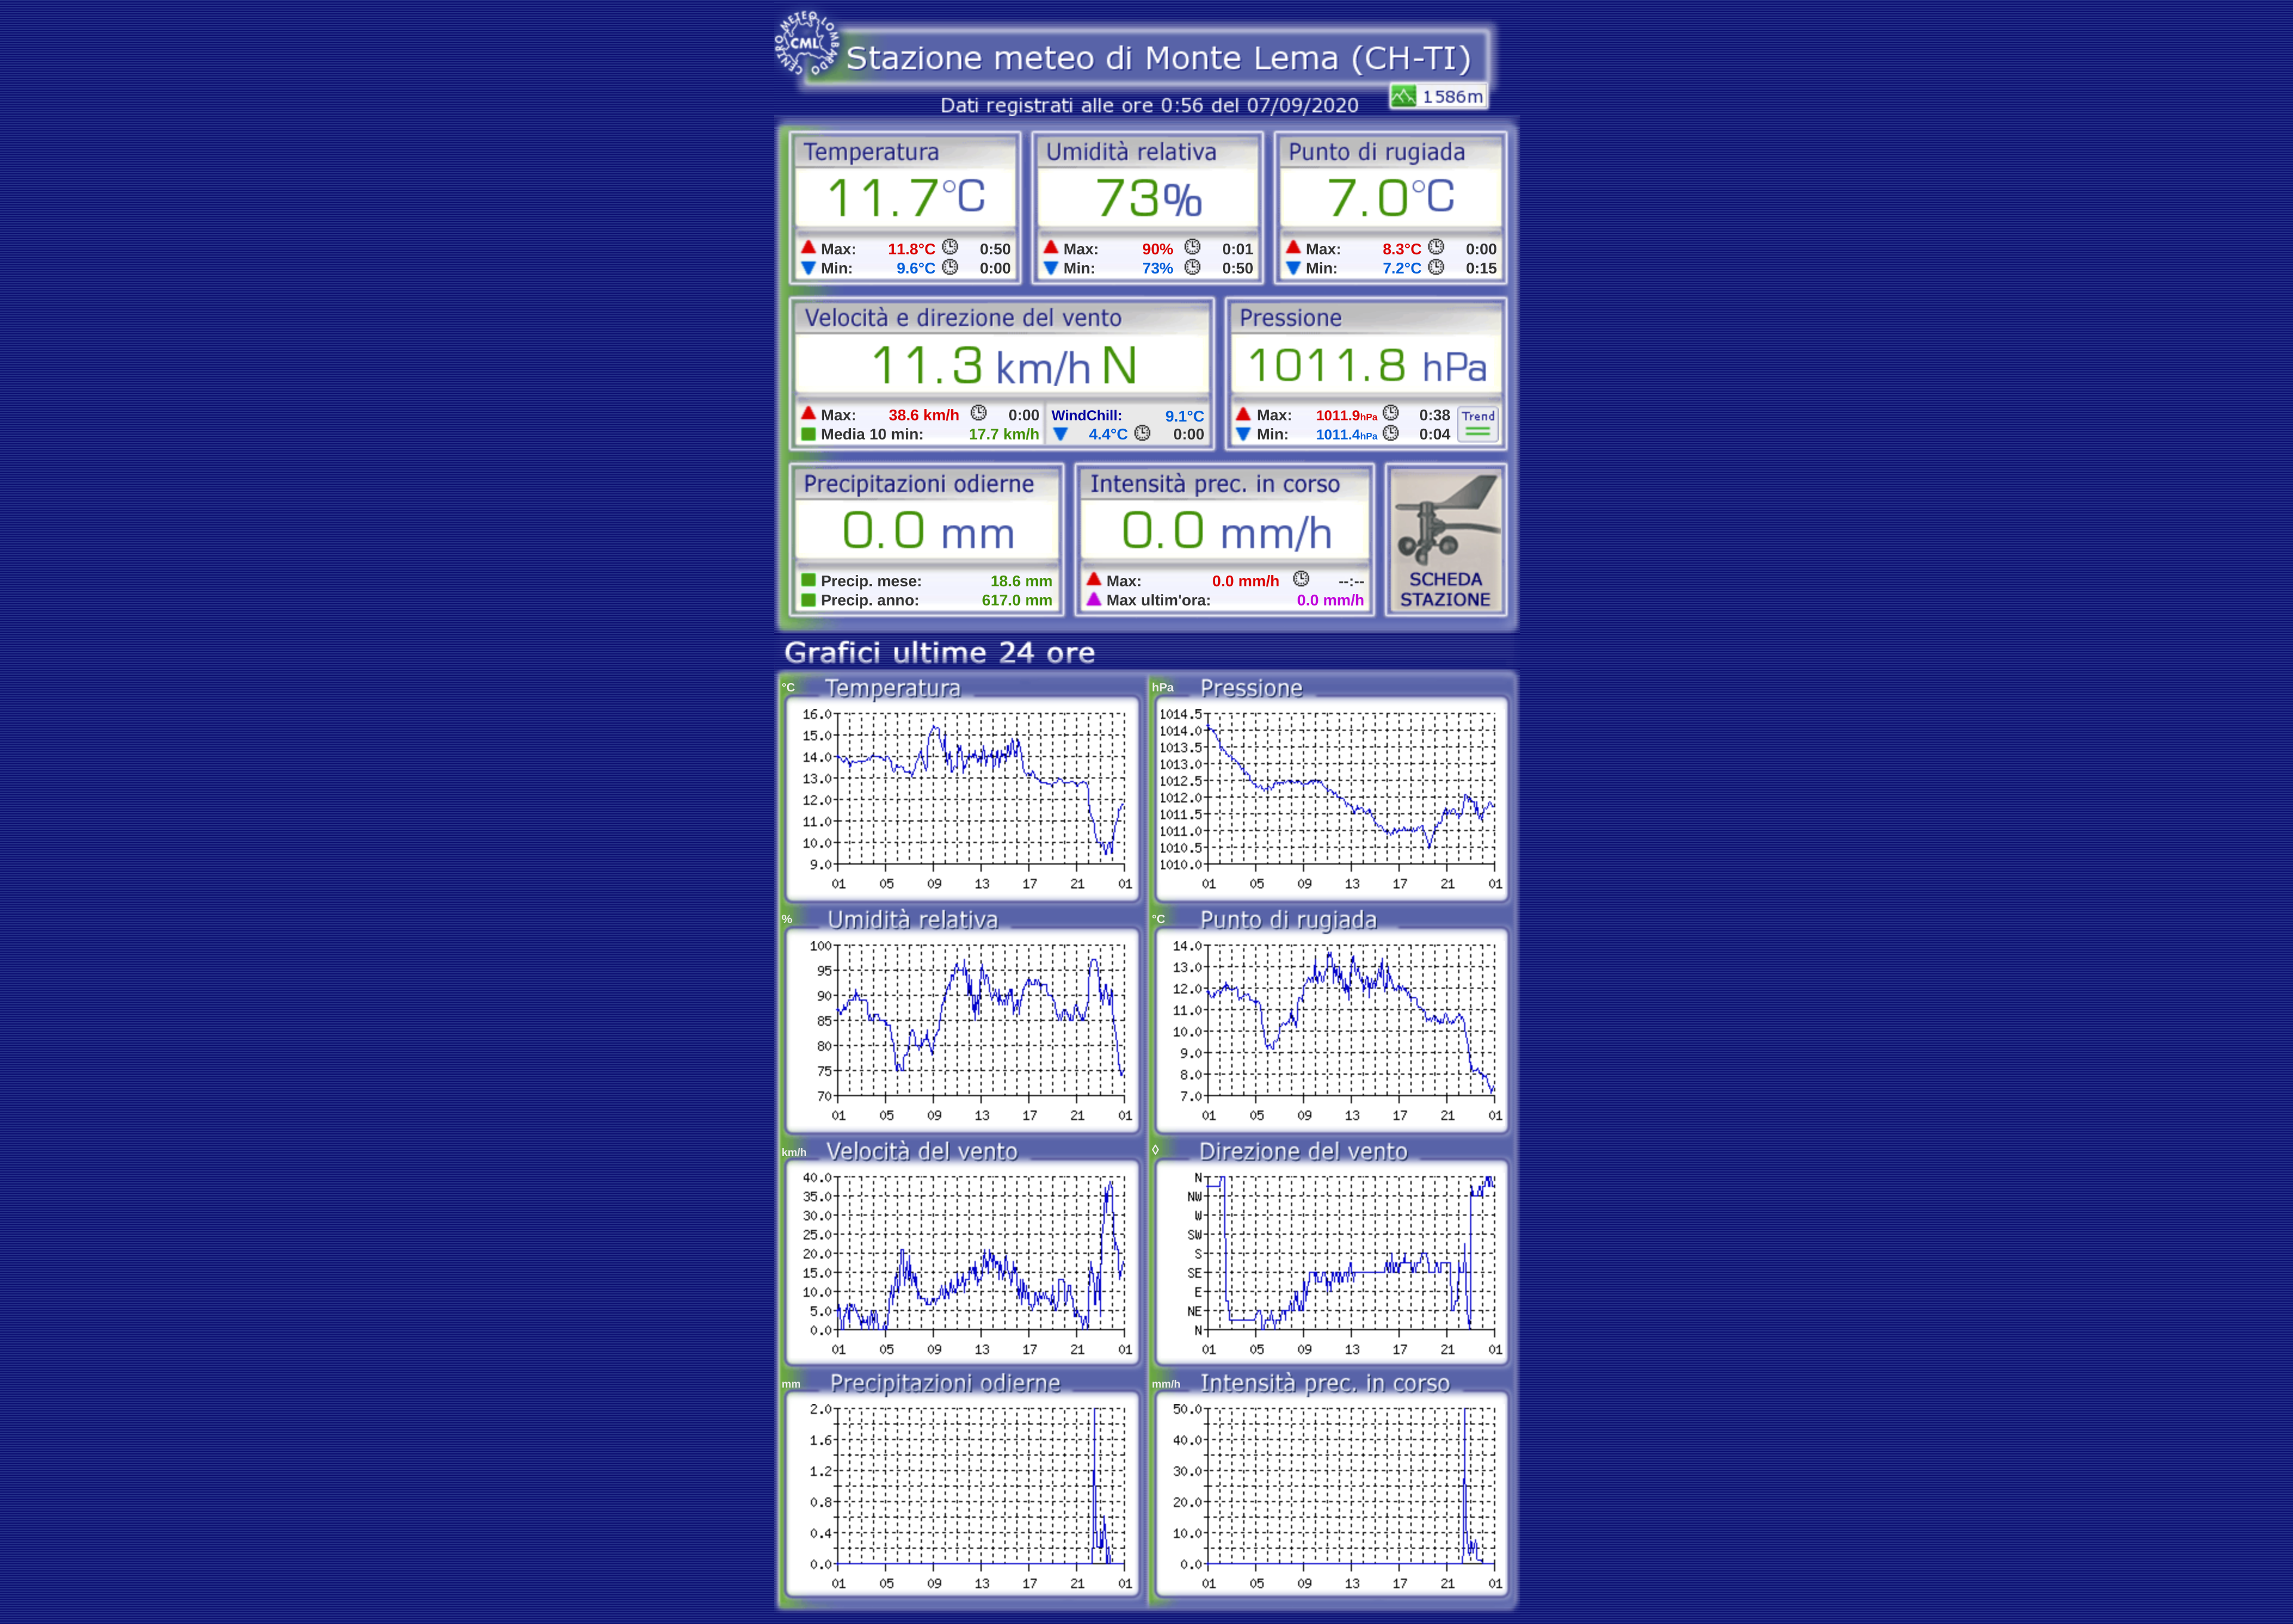 CENTRO METEO LOMBARDO
CML
Stazione meteo di Monte Lema (CH-TI)
1586m
Dati registrati alle ore 0:56 del 07/09/2020
Temperatura Umidità relativa Punto di rugiada
11.7°C 73% 7.0°C
Max: 11.8°C 0:50 Max: 90% 0:01 Max: 8.3°C 0:00
Min: 9.6°C 0:00 Min: 73% 0:50 Min: 7.2°C 0:15
Velocità e direzione del vento Pressione
11.3 km/h N 1011.8 hPa
Max: 38.6 km/h 0:00 WindChill: 9.1°C Max: 1011.9hPa 0:38 Trend
Media 10 min: 17.7 km/h 4.4°C 0:00 Min: 1011.4hPa 0:04
Precipitazioni odierne Intensità prec. in corso
0.0 mm 0.0 mm/h
Precip. mese: 18.6 mm Max: 0.0 mm/h --:-- SCHEDA
Precip. anno: 617.0 mm Max ultim'ora: 0.0 mm/h STAZIONE
Grafici ultime 24 ore
°C Temperatura
16.0
15.0
14.0
13.0
12.0
11.0
10.0
9.0
01 05 09 13 17 21 01
hPa Pressione
1014.5
1014.0
1013.5
1013.0
1012.5
1012.0
1011.5
1011.0
1010.5
1010.0
01 05 09 13 17 21 01
% Umidità relativa
100
95
90
85
80
75
70
01 05 09 13 17 21 01
°C Punto di rugiada
14.0
13.0
12.0
11.0
10.0
9.0
8.0
7.0
01 05 09 13 17 21 01
km/h Velocità del vento
40.0
35.0
30.0
25.0
20.0
15.0
10.0
5.0
0.0
01 05 09 13 17 21 01
◊ Direzione del vento
N
NW
W
SW
S
SE
E
NE
N
01 05 09 13 17 21 01
mm Precipitazioni odierne
2.0
1.6
1.2
0.8
0.4
0.0
01 05 09 13 17 21 01
mm/h Intensità prec. in corso
50.0
40.0
30.0
20.0
10.0
0.0
01 05 09 13 17 21 01